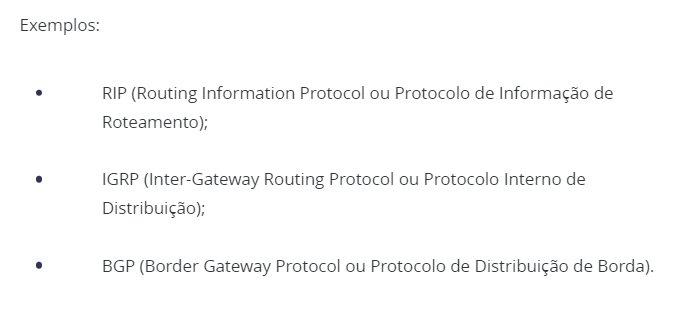 Exemplos:
• RIP (Routing Information Protocol ou Protocolo de Informação de
Roteamento);
• IGRP (Inter-Gateway Routing Protocol ou Protocolo Interno de
Distribuição);
• BGP (Border Gateway Protocol ou Protocolo de Distribuição de Borda).